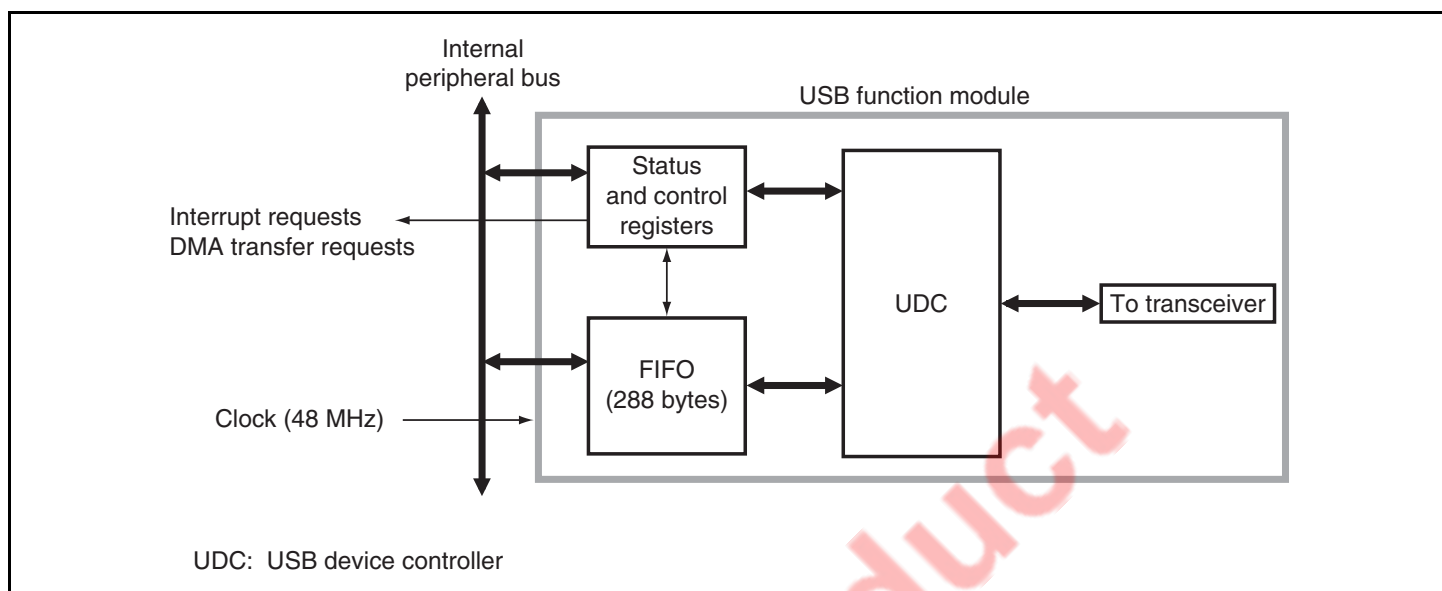 Internal
peripheral bus
USB function module
Status
and control
registers
Interrupt requests
DMA transfer requests
UDC
To transceiver
FIFO
(288 bytes)
Clock (48 MHz)
UDC: USB device controller